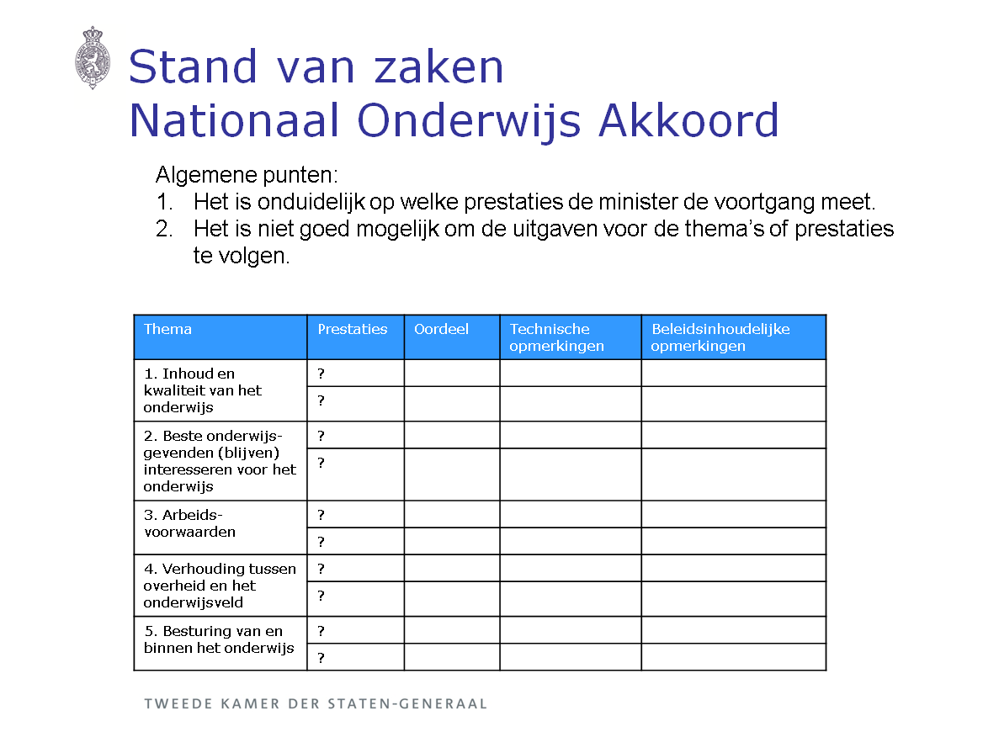 Stand van zaken
Nationaal Onderwijs Akkoord
Algemene punten:
1. Het is onduidelijk op welke prestaties de minister de voortgang meet.
2. Het is niet goed mogelijk om de uitgaven voor de thema's of prestaties
te volgen.
Thema Prestaties Oordeel Technische opmerkingen Beleidsinhoudelijke opmerkingen
1. Inhoud en
kwaliteit van het
onderwijs
?
?
2. Beste onderwijs-
gevenden (blijven)
interesseren voor het
onderwijs
?
?
3. Arbeids-
voorwaarden
?
?
4. Verhouding tussen
overheid en het
onderwijsveld
?
?
5. Besturing van en
binnen het onderwijs
?
?
TWEEDE KAMER DER STATEN-GENERAAL